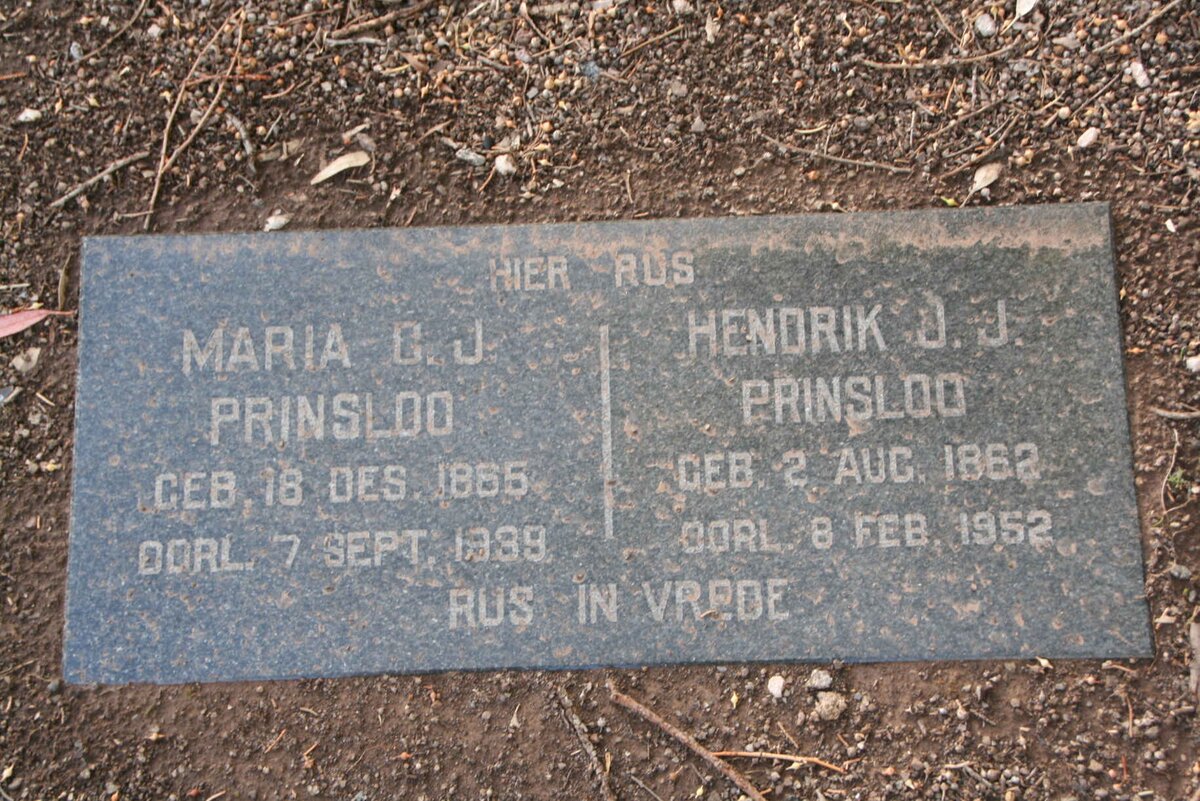 HIER RUS
MARIA C. J.
PRINSLOO
GEB. 18 DES. 1865
OORL. 7 SEPT. 1939
HENDRIK J. J.
PRINSLOO
GEB. 2 AUG. 1862
OORL. 8 FEB. 1952
RUS IN VREDE